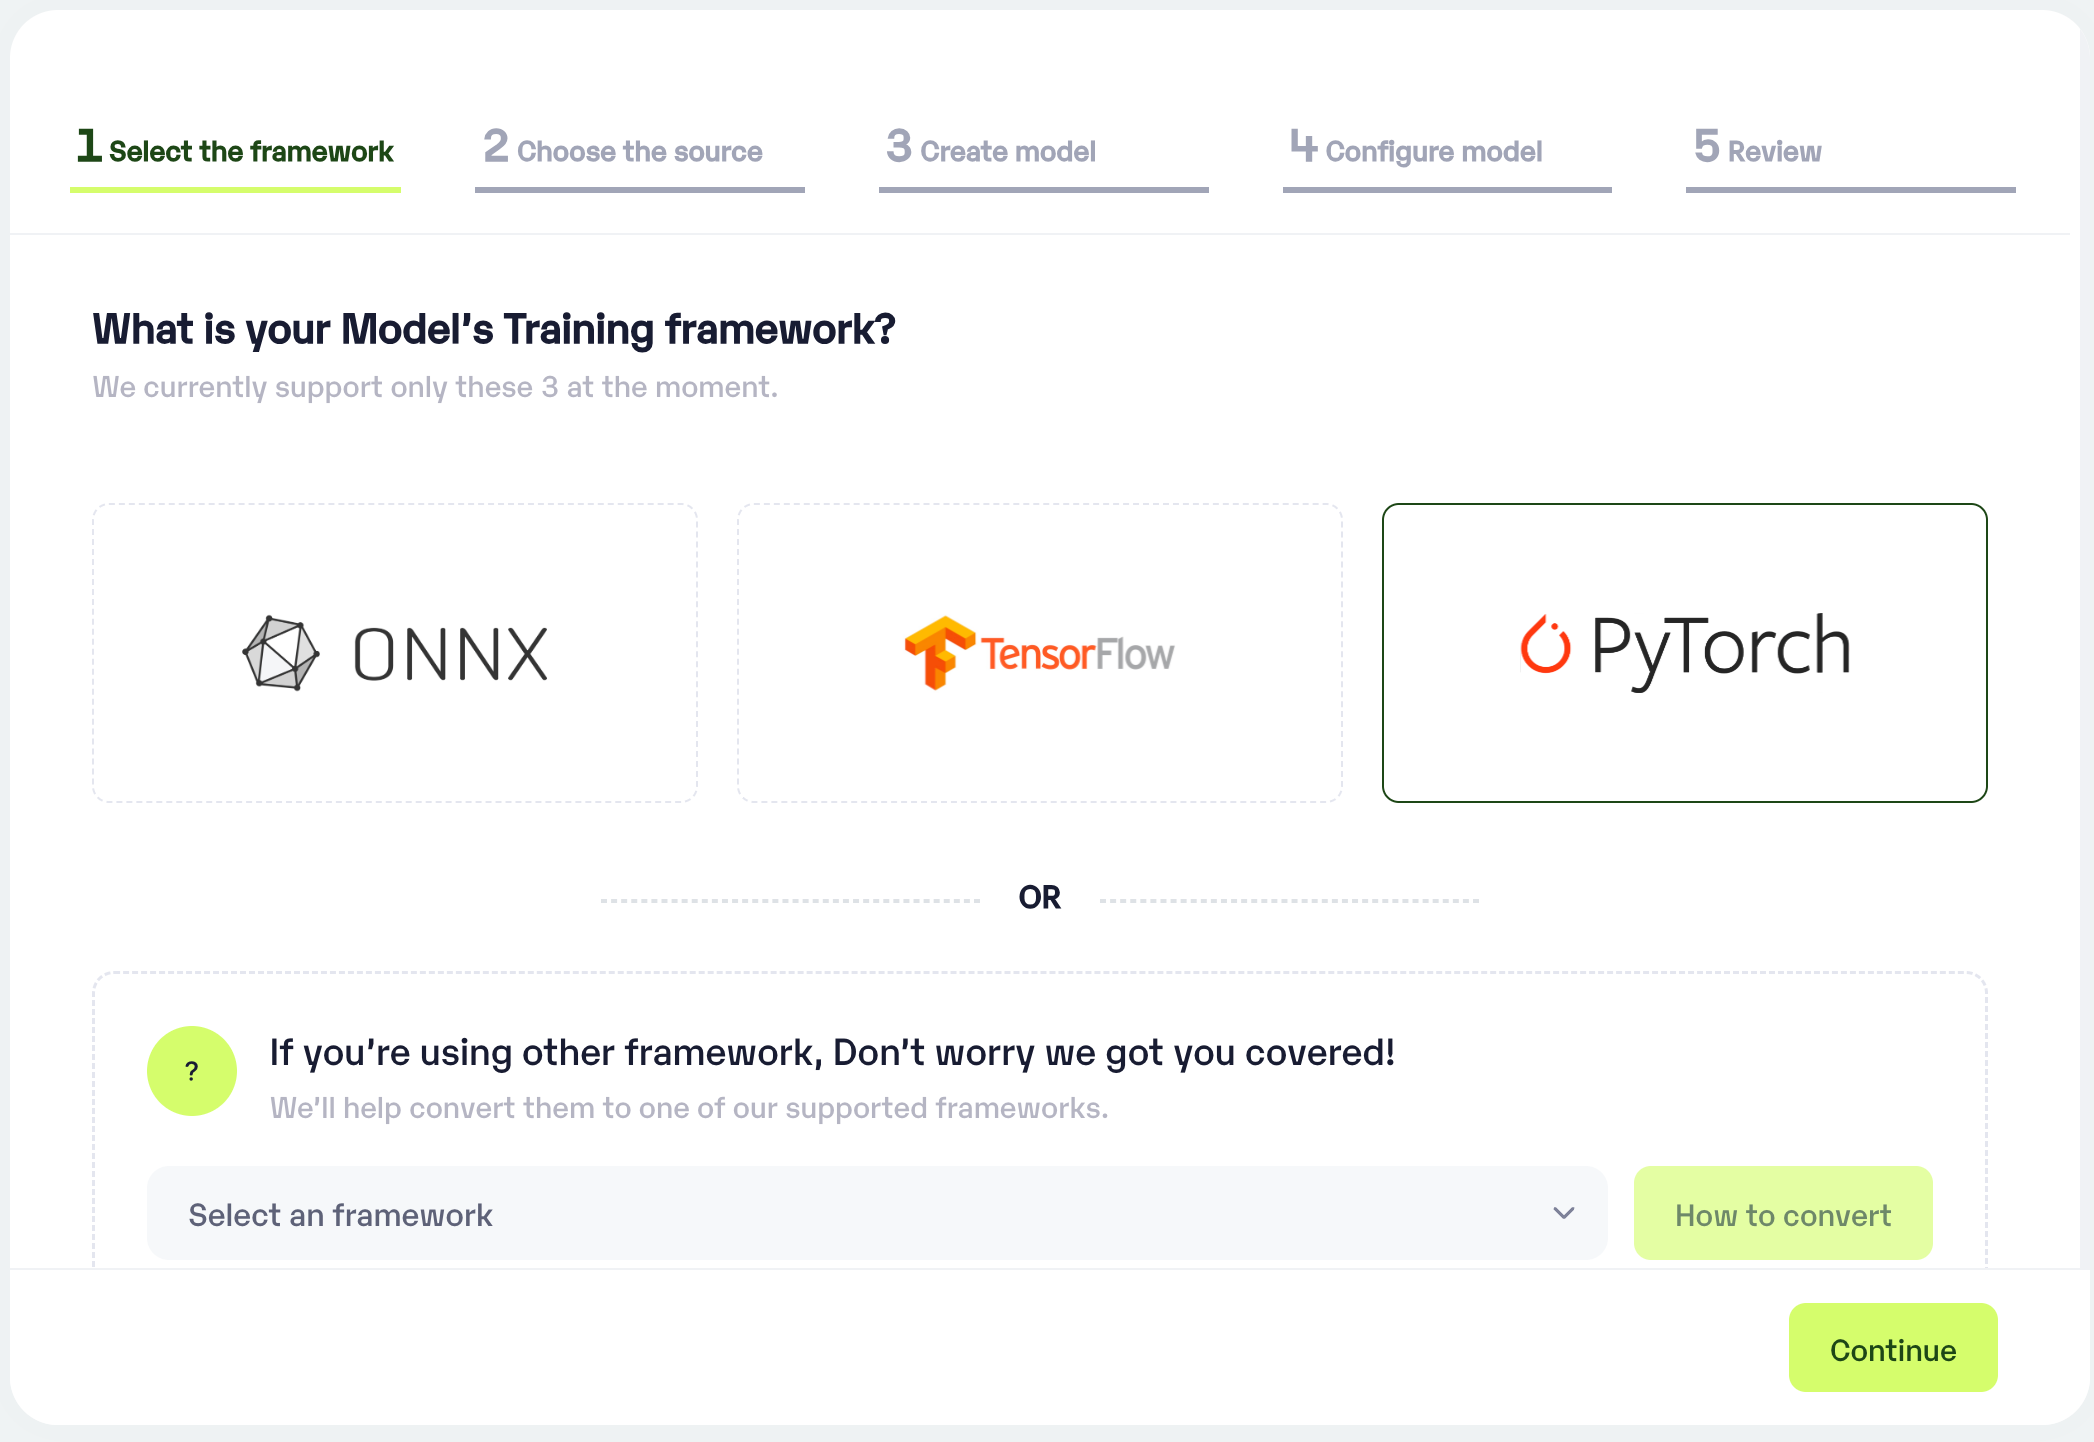 1 Select the framework
2 Choose the source
3 Create model
4 Configure model
5 Review
What is your Model's Training framework?
We currently support only these 3 at the moment.
ONNX
TensorFlow
PyTorch
OR
?
If you're using other framework, Don't worry we got you covered!
We'll help convert them to one of our supported frameworks.
Select an framework
How to convert
Continue